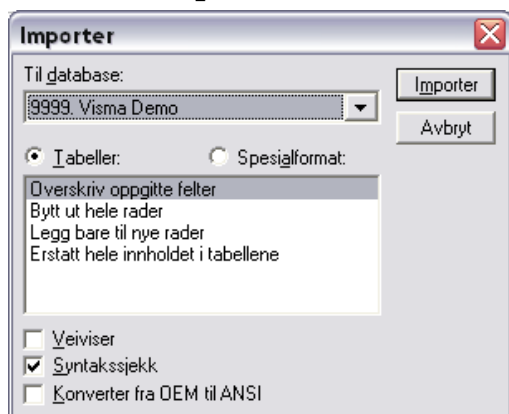 Importer
Til database:
9999. Visma Demo
Importer
Avbryt
Tabeller:
Spesialformat:
Overskriv oppgitte felter
Bytt ut hele rader
Legg bare til nye rader
Erstatt hele innholdet i tabellene
Veiviser
Syntakssjekk
Konverter fra OEM til ANSI